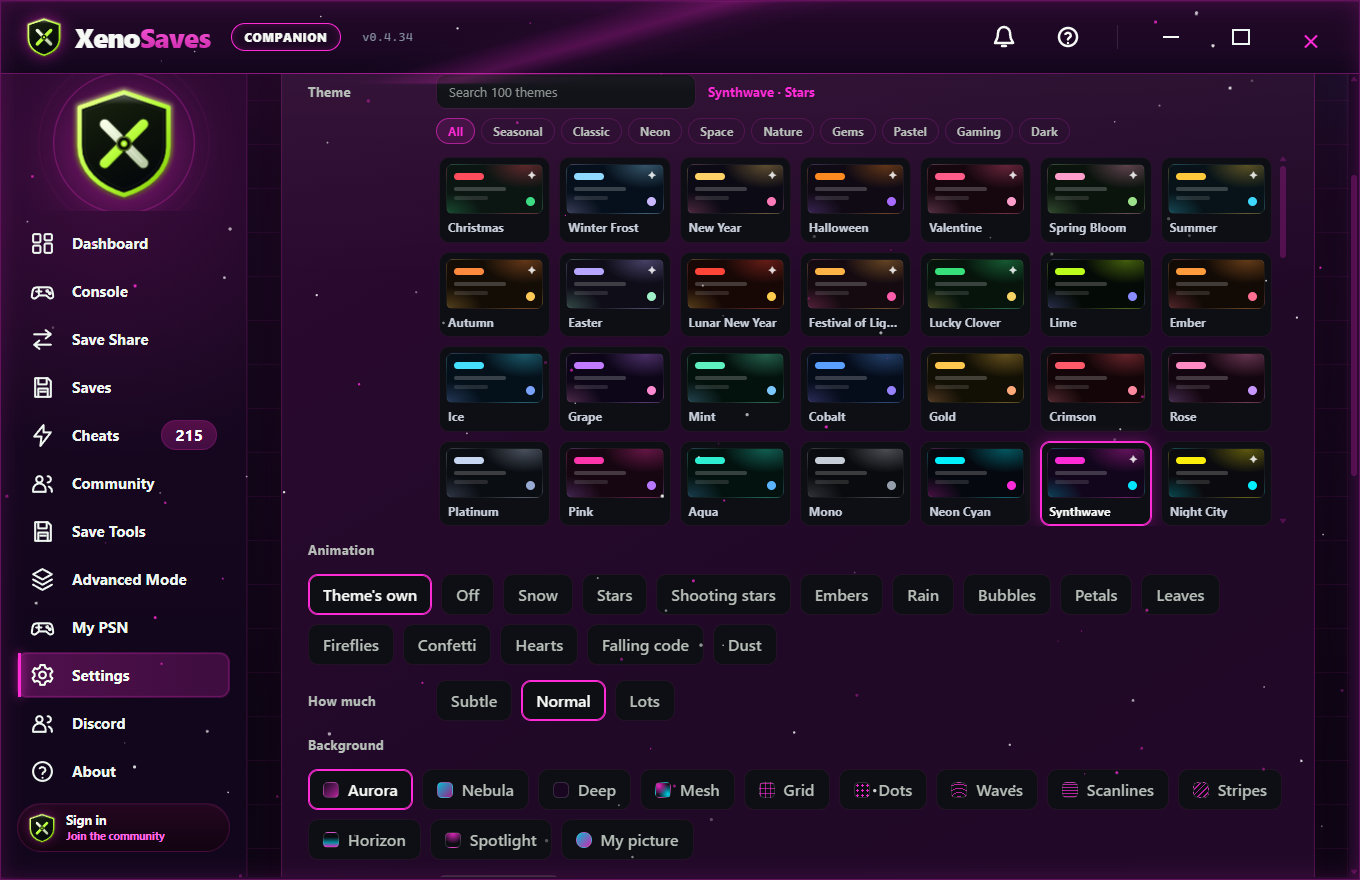 XenoSaves COMPANION v0.4.34
Theme
Search 100 themes
Synthwave · Stars
All Seasonal Classic Neon Space Nature Gems Pastel Gaming Dark
Christmas Winter Frost New Year Halloween Valentine Spring Bloom Summer
Autumn Easter Lunar New Year Festival of Lig... Lucky Clover Lime Ember
Ice Grape Mint Cobalt Gold Crimson Rose
Platinum Pink Aqua Mono Neon Cyan Synthwave Night City
Animation
Theme's own Off Snow Stars Shooting stars Embers Rain Bubbles Petals Leaves
Fireflies Confetti Hearts Falling code Dust
How much Subtle Normal Lots
Background
Aurora Nebula Deep Mesh Grid Dots Waves Scanlines Stripes
Horizon Spotlight My picture
Dashboard
Console
Save Share
Saves
Cheats 215
Community
Save Tools
Advanced Mode
My PSN
Settings
Discord
About
Sign in
Join the community